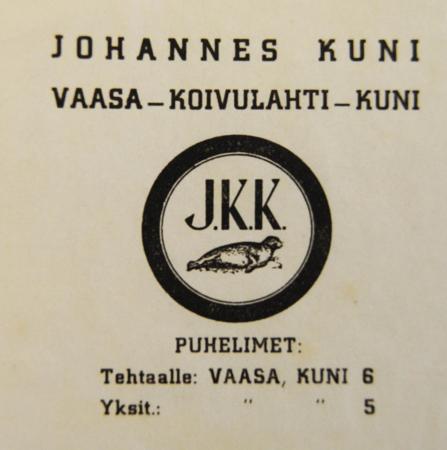 JOHANNES KUNI
VAASA – KOIVULAHTI – KUNI
J.K.K.
PUHELIMET:
Tehtaalle: VAASA, KUNI 6
Yksit.: " " 5